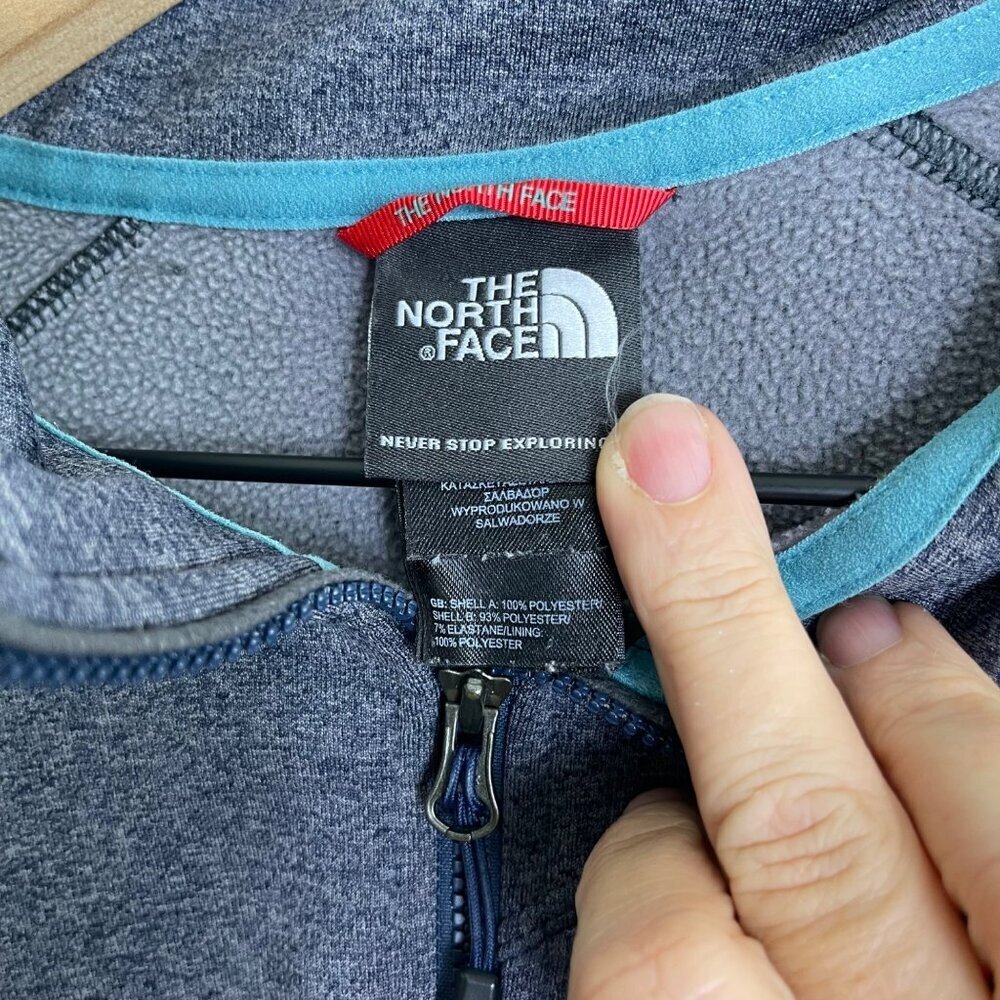 THE NORTH FACE
THE
NORTH
®FACE
NEVER STOP EXPLORING
ΣΑΛΒΑΔΟΡ
WYPRODUKOWANO W
SALWADORZE
GB: SHELL A: 100% POLYESTER/
SHELL B: 93% POLYESTER/
7% ELASTANE/LINING:
100% POLYESTER